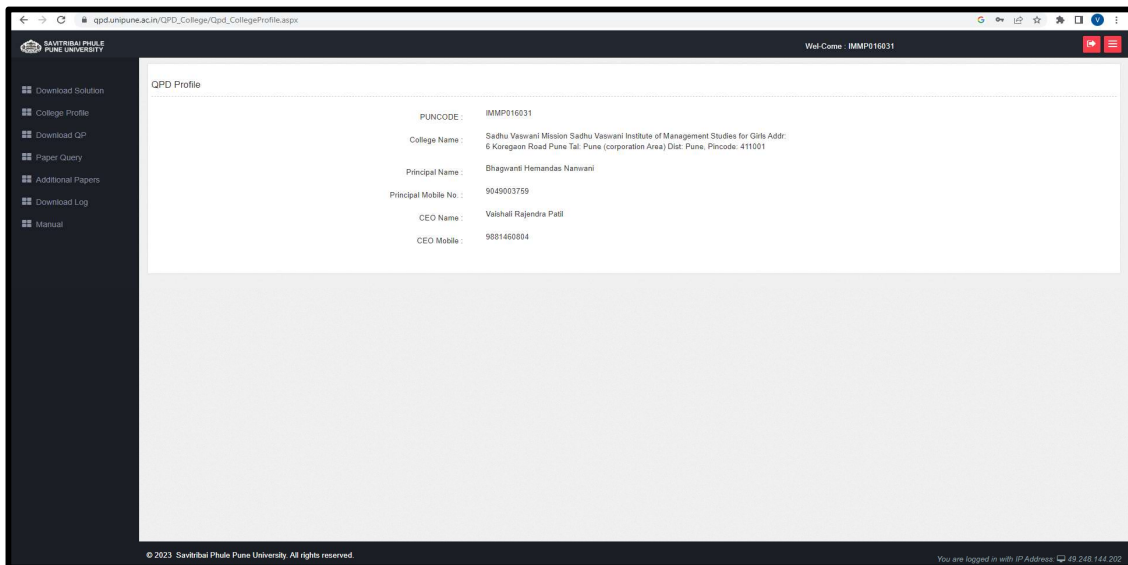 qpd.unipune.ac.in/QPD_College/Qpd_CollegeProfile.aspx
G
V
SAVITRIBAI PHULE
PUNE UNIVERSITY
Wel-Come : IMMP016031
Download Solution
College Profile
Download QP
Paper Query
Additional Papers
Download Log
Manual
QPD Profile
PUNCODE : IMMP016031
College Name : Sadhu Vaswani Mission Sadhu Vaswani Institute of Management Studies for Girls Addr:
6 Koregaon Road Pune Tal: Pune (corporation Area) Dist: Pune, Pincode: 411001
Principal Name : Bhagwanti Hemandas Nanwani
Principal Mobile No. : 9049003759
CEO Name : Vaishali Rajendra Patil
CEO Mobile : 9881460804
© 2023 Savitribai Phule Pune University. All rights reserved.
You are logged in with IP Address: 49.248.144.202